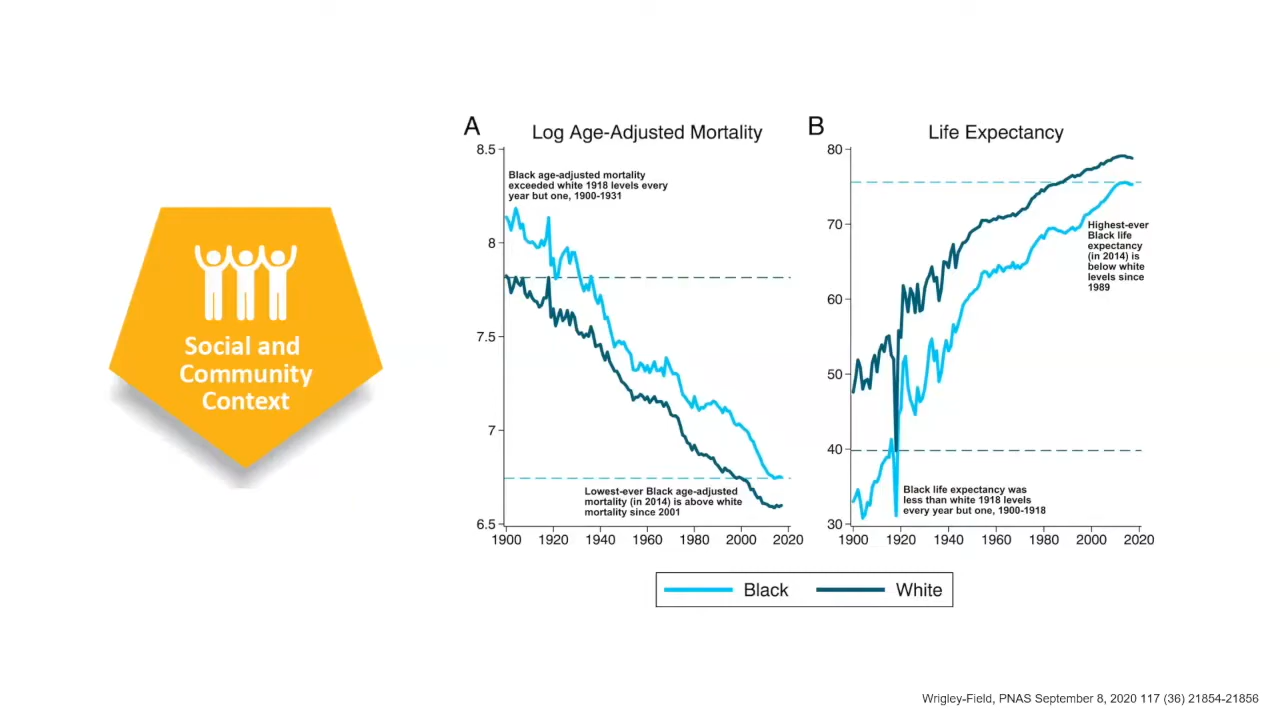 Social and
Community
Context
A
Log Age-Adjusted Mortality
8.5
8
7.5
7
6.5
Black age-adjusted mortality
exceeded white 1918 levels every
year but one, 1900-1931
Lowest-ever Black age-adjusted
mortality (in 2014) is above white
mortality since 2001
1900 1920 1940 1960 1980 2000 2020
B
Life Expectancy
80
70
60
50
40
30
Highest-ever
Black life
expectancy
(in 2014) is
below white
levels since
1989
Black life expectancy was
less than white 1918 levels
every year but one, 1900-1918
1900 1920 1940 1960 1980 2000 2020
Black White
Wrigley-Field, PNAS September 8, 2020 117 (36) 21854-21856